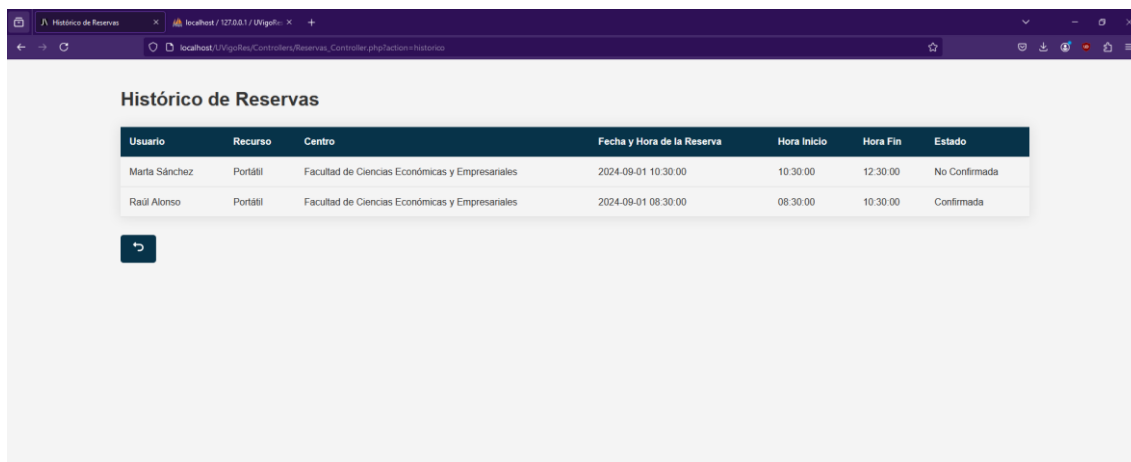 Histórico de Reservas
localhost / 127.0.0.1 / UVigoRe
localhost/UVigoRes/Controllers/Reservas_Controller.php?action=historico
Histórico de Reservas
Usuario Recurso Centro Fecha y Hora de la Reserva Hora Inicio Hora Fin Estado
Marta Sánchez Portátil Facultad de Ciencias Económicas y Empresariales 2024-09-01 10:30:00 10:30:00 12:30:00 No Confirmada
Raúl Alonso Portátil Facultad de Ciencias Económicas y Empresariales 2024-09-01 08:30:00 08:30:00 10:30:00 Confirmada